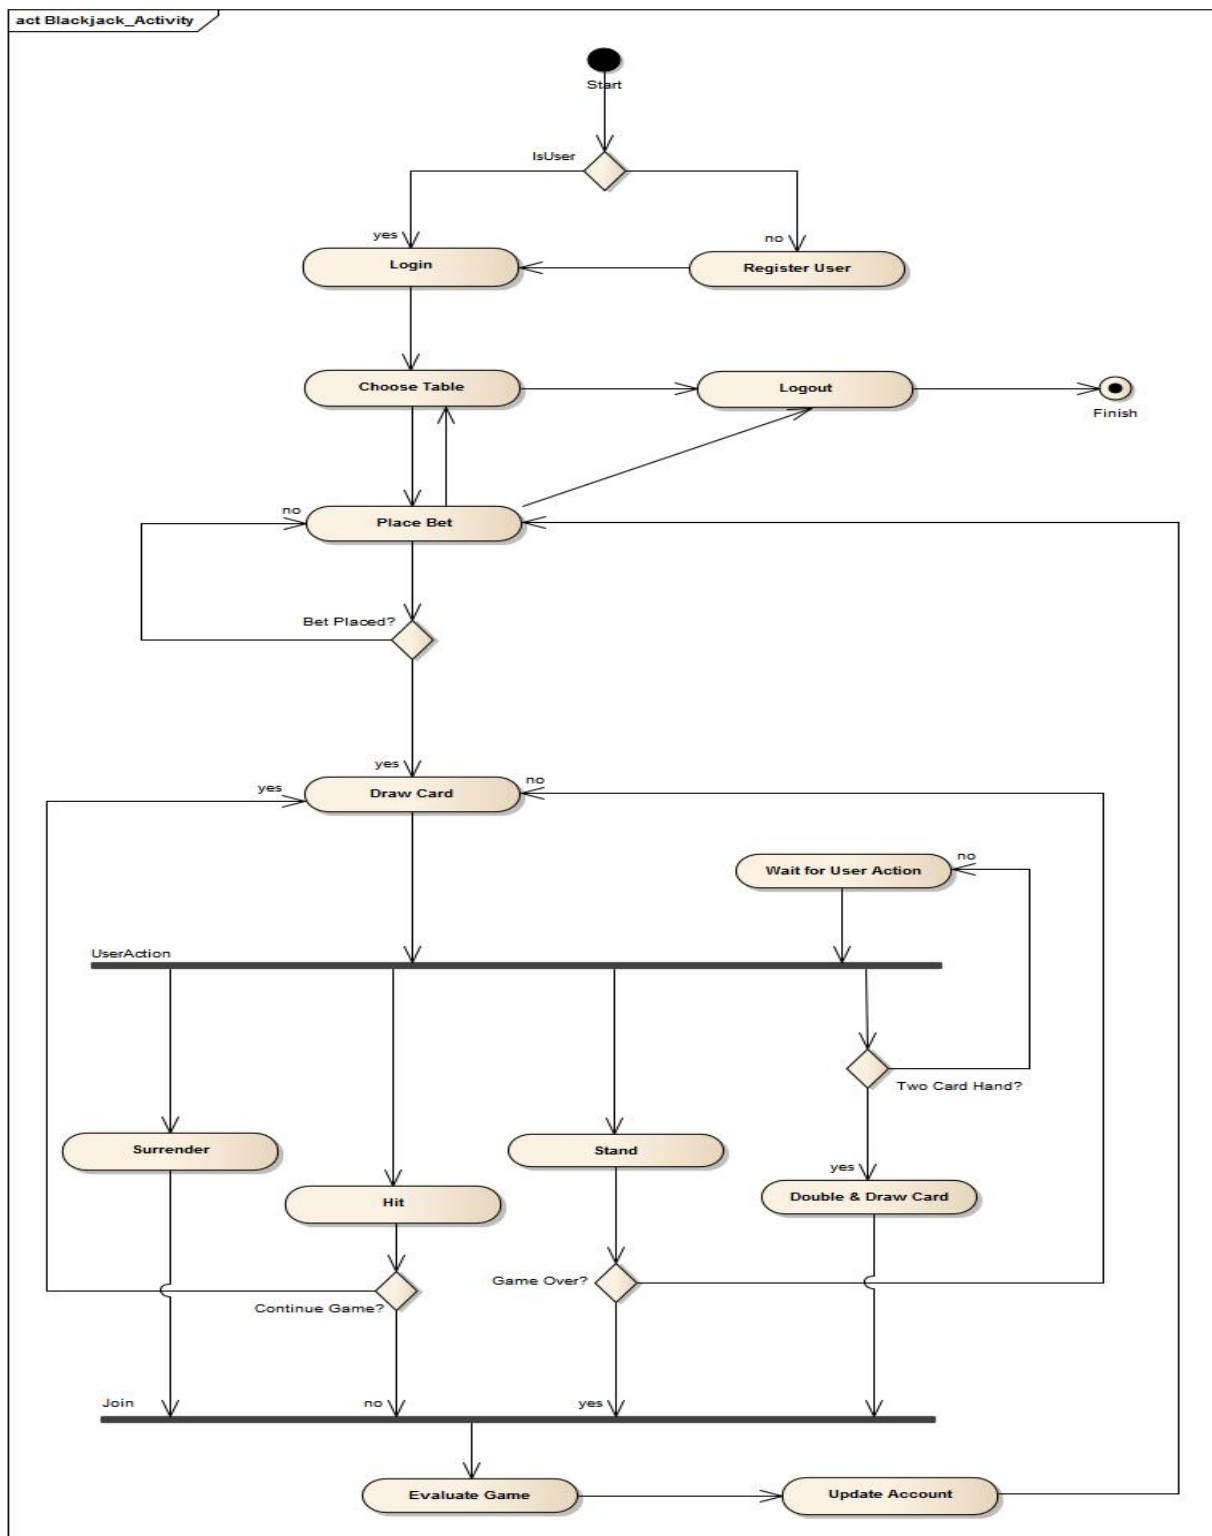 act Blackjack_Activity
Start
IsUser
yes
no
Login
Register User
Choose Table
Logout
Finish
no
Place Bet
Bet Placed?
yes
yes
no
Draw Card
no
Wait for User Action
UserAction
Two Card Hand?
Surrender
Stand
yes
Hit
Double & Draw Card
Game Over?
Continue Game?
Join
no
yes
Evaluate Game
Update Account